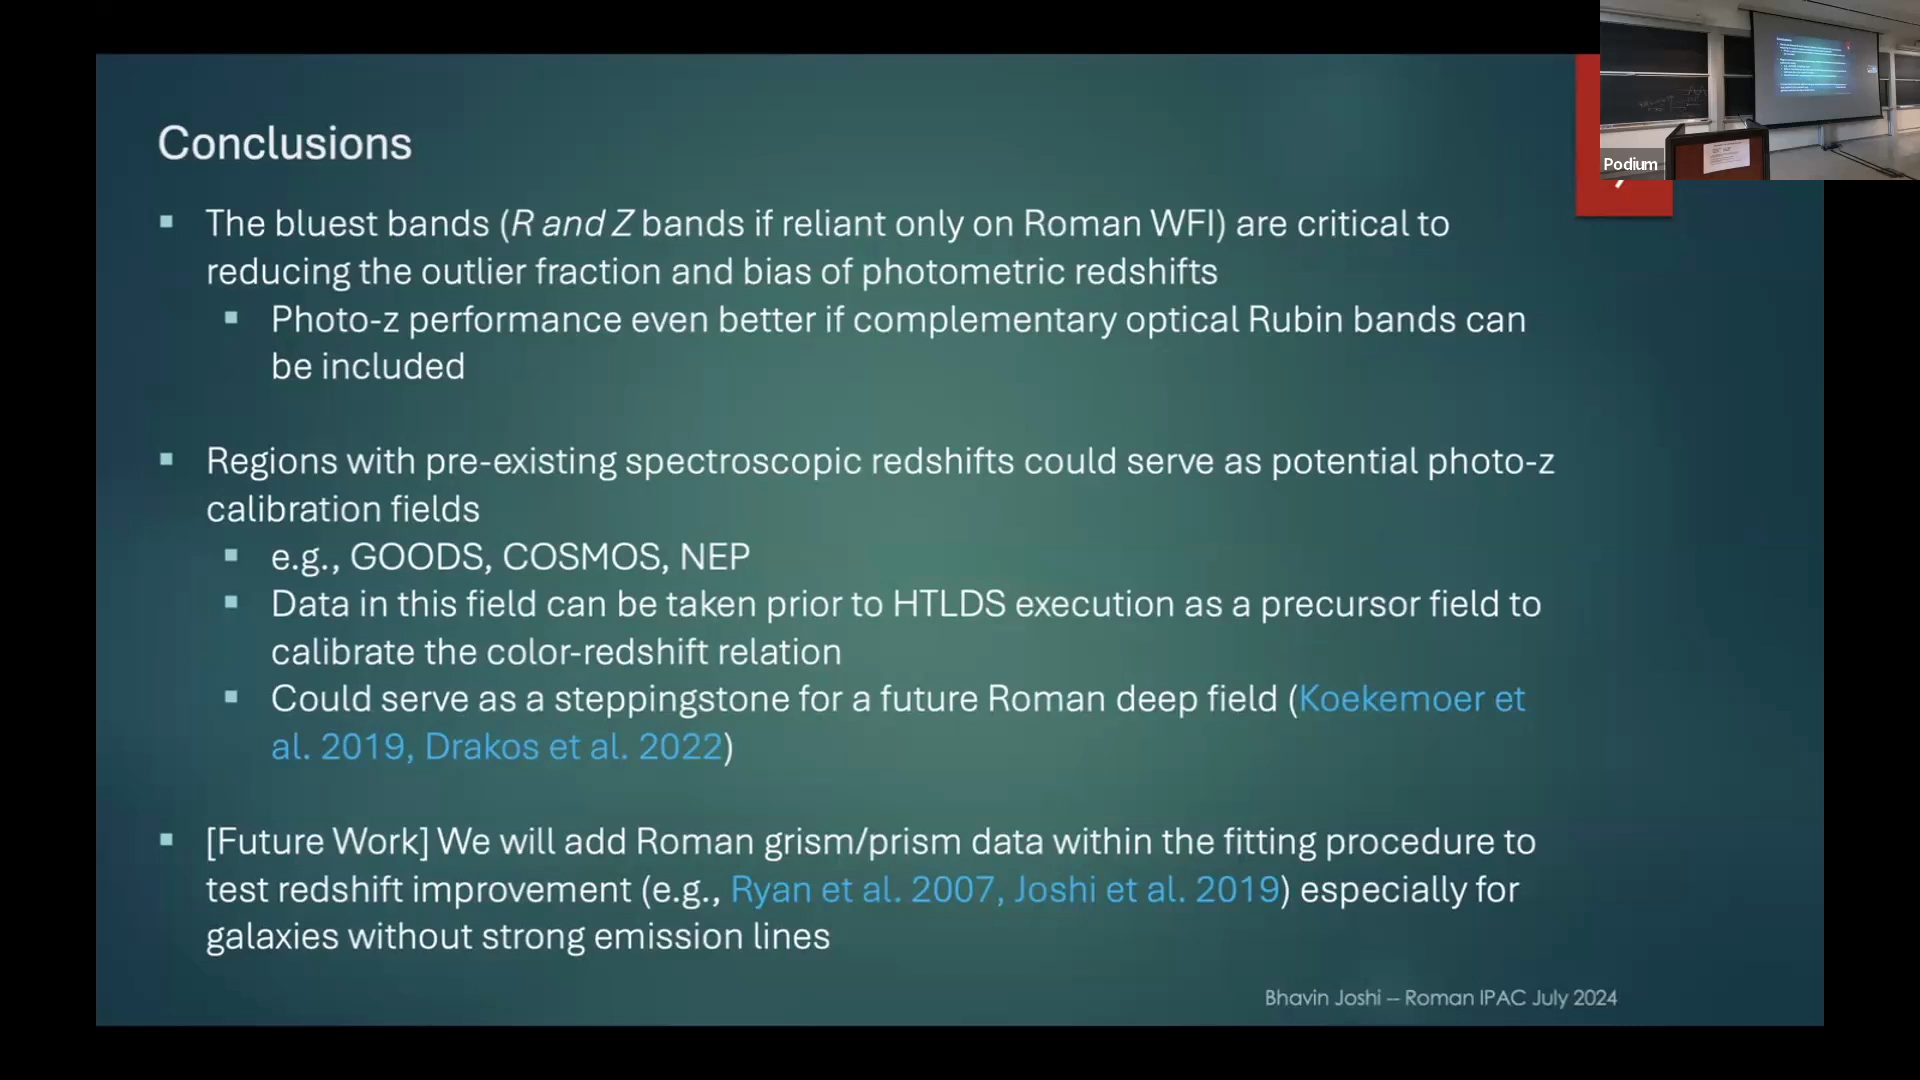 Conclusions
The bluest bands (R and Z bands if reliant only on Roman WFI) are critical to
reducing the outlier fraction and bias of photometric redshifts
Photo-z performance even better if complementary optical Rubin bands can
be included
Regions with pre-existing spectroscopic redshifts could serve as potential photo-z
calibration fields
e.g., GOODS, COSMOS, NEP
Data in this field can be taken prior to HTLDS execution as a precursor field to
calibrate the color-redshift relation
Could serve as a steppingstone for a future Roman deep field (Koekemoer et
al. 2019, Drakos et al. 2022)
[Future Work] We will add Roman grism/prism data within the fitting procedure to
test redshift improvement (e.g., Ryan et al. 2007, Joshi et al. 2019) especially for
galaxies without strong emission lines
Bhavin Joshi -- Roman IPAC July 2024
Podium